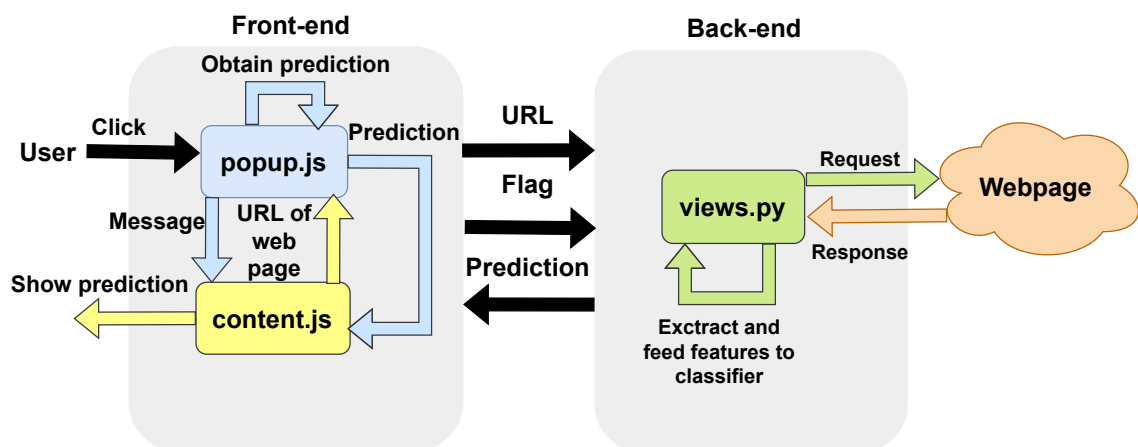 Front-end
Back-end
Obtain prediction
Click
Prediction
URL
User
popup.js
Request
Flag
Webpage
views.py
Message
URL of
web
page
Response
Prediction
Show prediction
content.js
Exctract and
feed features to
classifier